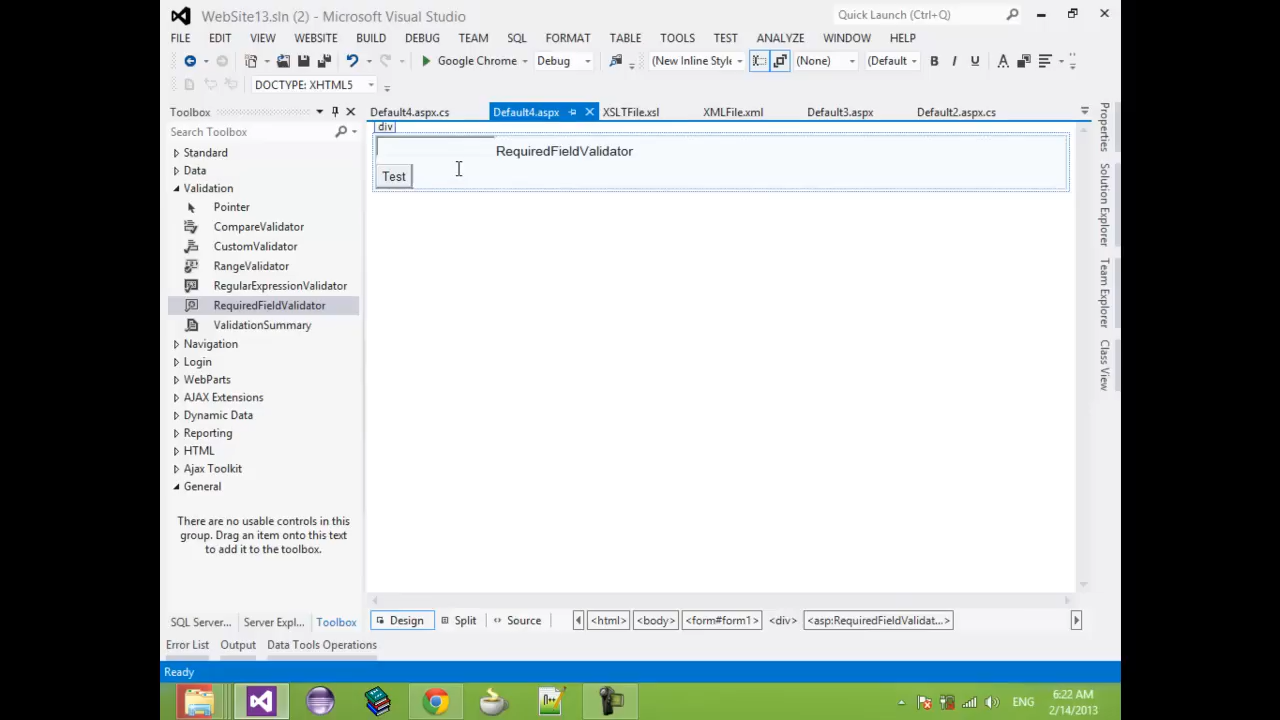 WebSite13.sln (2) - Microsoft Visual Studio
Quick Launch (Ctrl+Q)
FILE EDIT VIEW WEBSITE BUILD DEBUG TEAM SQL FORMAT TABLE TOOLS TEST ANALYZE WINDOW HELP
Google Chrome Debug (New Inline Style (None) (Default B I U A
DOCTYPE: XHTML5
Toolbox
Default4.aspx.cs Default4.aspx XSLTFile.xsl XMLFile.xml Default3.aspx Default2.aspx.cs
Search Toolbox
div
RequiredFieldValidator
Test
Standard
Data
Validation
Pointer
CompareValidator
CustomValidator
RangeValidator
RegularExpressionValidator
RequiredFieldValidator
ValidationSummary
Navigation
Login
WebParts
AJAX Extensions
Dynamic Data
Reporting
HTML
Ajax Toolkit
General
There are no usable controls in this
group. Drag an item onto this text
to add it to the toolbox.
Properties
Solution Explorer
Team Explorer
Class View
SQL Server... Server Expl... Toolbox
Design Split Source <html> <body> <form#form1> <div> <asp:RequiredFieldValidat...>
Error List Output Data Tools Operations
Ready
ENG
6:22 AM
2/14/2013